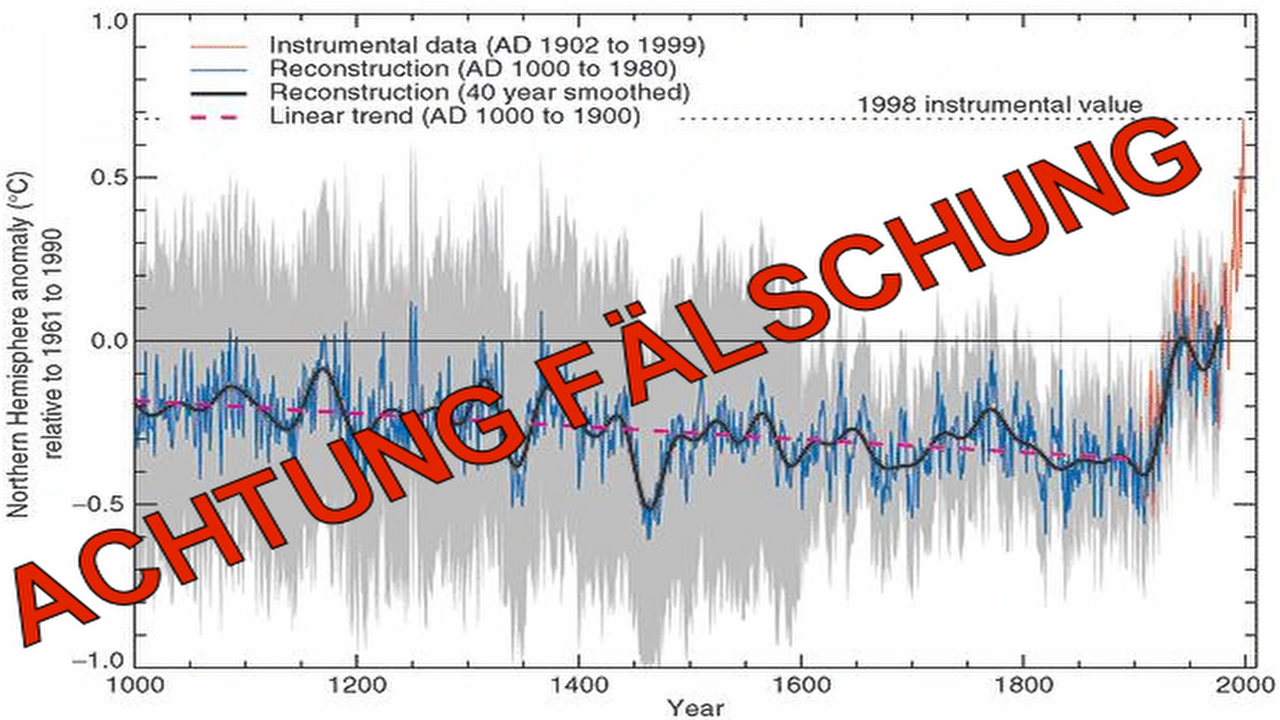 1.0
Instrumental data (AD 1902 to 1999)
Reconstruction (AD 1000 to 1980)
Reconstruction (40 year smoothed)
Linear trend (AD 1000 to 1900)
1998 instrumental value
0.5
0.0
−0.5
−1.0
Northern Hemisphere anomaly (°C)
relative to 1961 to 1990
ACHTUNG FÄLSCHUNG
1000 1200 1400 1600 1800 2000
Year